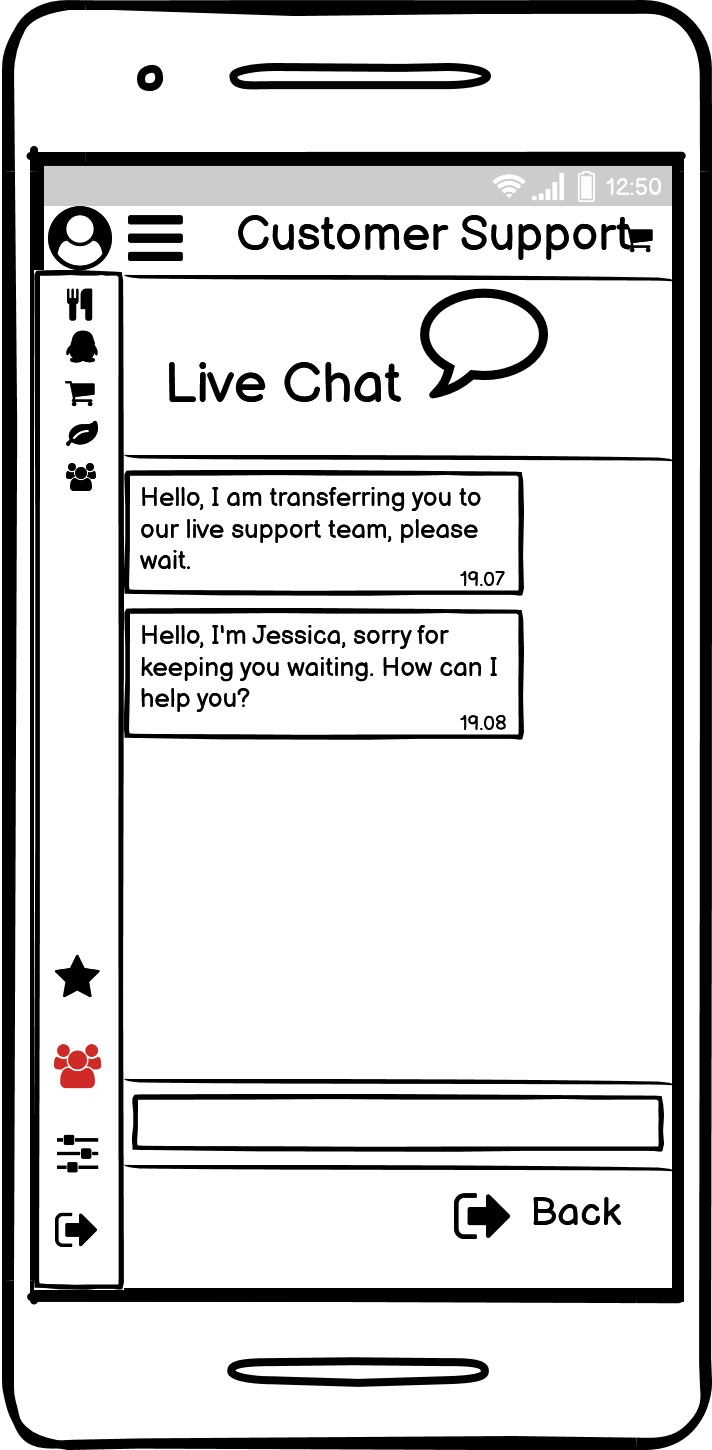 12:50
Customer Support
Live Chat
Hello, I am transferring you to
our live support team, please
wait.
19.07
Hello, I'm Jessica, sorry for
keeping you waiting. How can I
help you?
19.08
Back